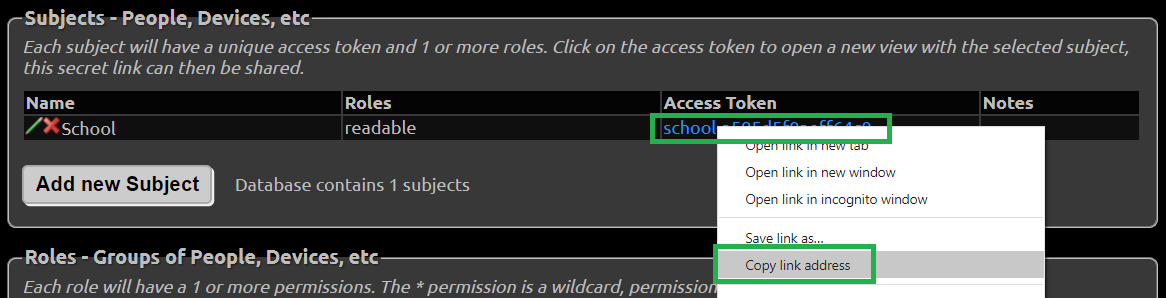 Subjects - People, Devices, etc
Each subject will have a unique access token and 1 or more roles. Click on the access token to open a new view with the selected subject,
this secret link can then be shared.
Name Roles Access Token Notes
School readable school
Open link in new tab
Open link in new window
Add new Subject Database contains 1 subjects
Open link in incognito window
Save link as...
Roles - Groups of People, Devices, etc
Copy link address
Each role will have a 1 or more permissions. The * permission is a wildcard, permission